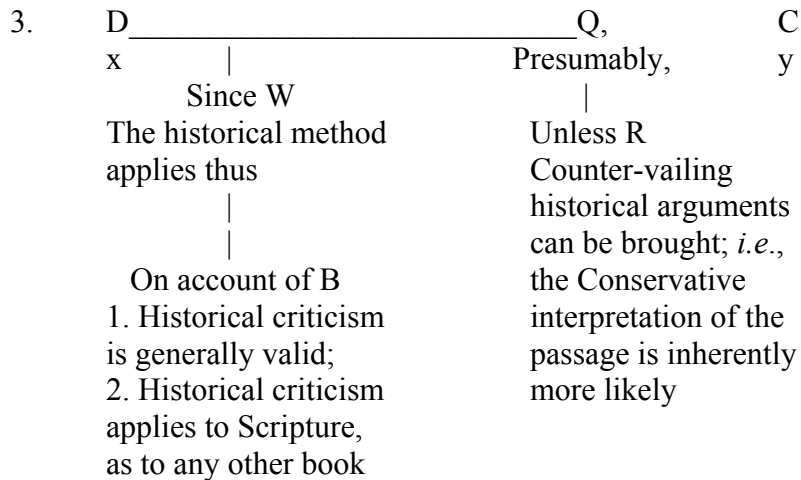 3. D__________________________Q, C
x | Presumably, y
Since W |
The historical method Unless R
applies thus Counter-vailing
| historical arguments
| can be brought; i.e.,
On account of B the Conservative
1. Historical criticism interpretation of the
is generally valid; passage is inherently
2. Historical criticism more likely
applies to Scripture,
as to any other book